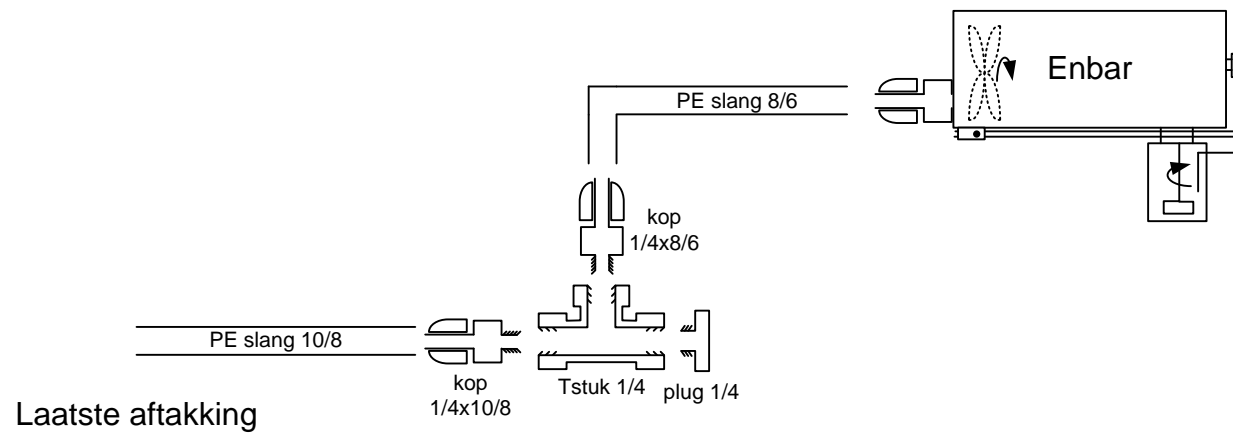 Enbar
PE slang 8/6
kop
1/4x8/6
PE slang 10/8
kop
1/4x10/8
Tstuk 1/4
plug 1/4
Laatste aftakking